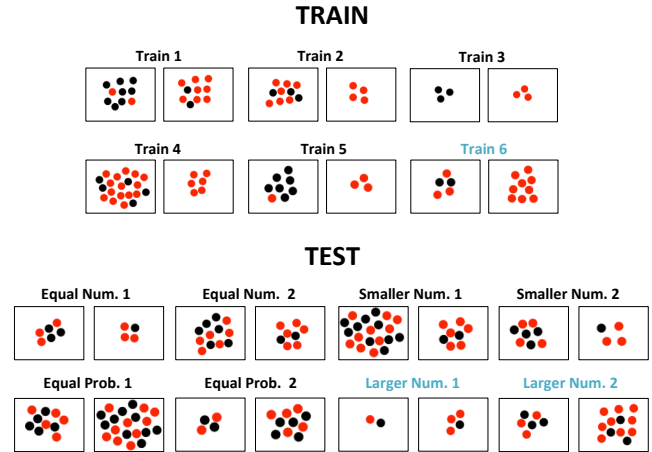 TRAIN
Train 1 Train 2 Train 3
Train 4 Train 5 Train 6
TEST
Equal Num. 1 Equal Num. 2 Smaller Num. 1 Smaller Num. 2
Equal Prob. 1 Equal Prob. 2 Larger Num. 1 Larger Num. 2